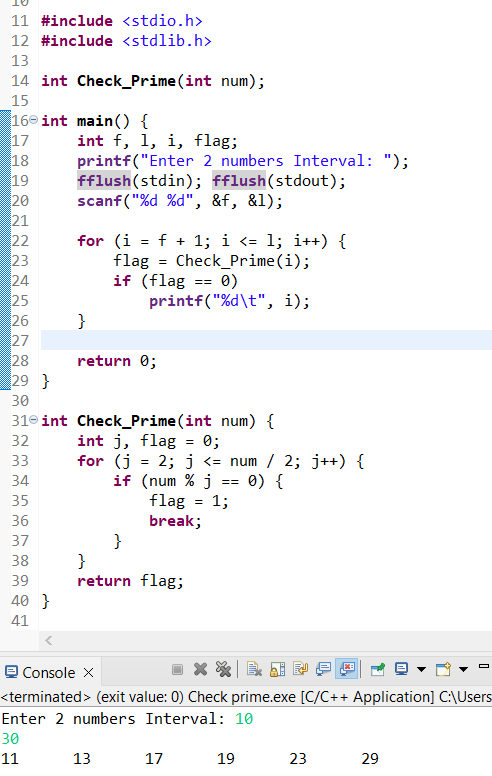 10
11 #include <stdio.h>
12 #include <stdlib.h>
13
14 int Check_Prime(int num);
15
16 int main() {
17     int f, l, i, flag;
18     printf("Enter 2 numbers Interval: ");
19     fflush(stdin); fflush(stdout);
20     scanf("%d %d", &f, &l);
21
22     for (i = f + 1; i <= l; i++) {
23         flag = Check_Prime(i);
24         if (flag == 0)
25             printf("%d\t", i);
26     }
27
28     return 0;
29 }
30
31 int Check_Prime(int num) {
32     int j, flag = 0;
33     for (j = 2; j <= num / 2; j++) {
34         if (num % j == 0) {
35             flag = 1;
36             break;
37         }
38     }
39     return flag;
40 }
41
Console
<terminated> (exit value: 0) Check prime.exe [C/C++ Application] C:\Users
Enter 2 numbers Interval: 10
30
11 13 17 19 23 29